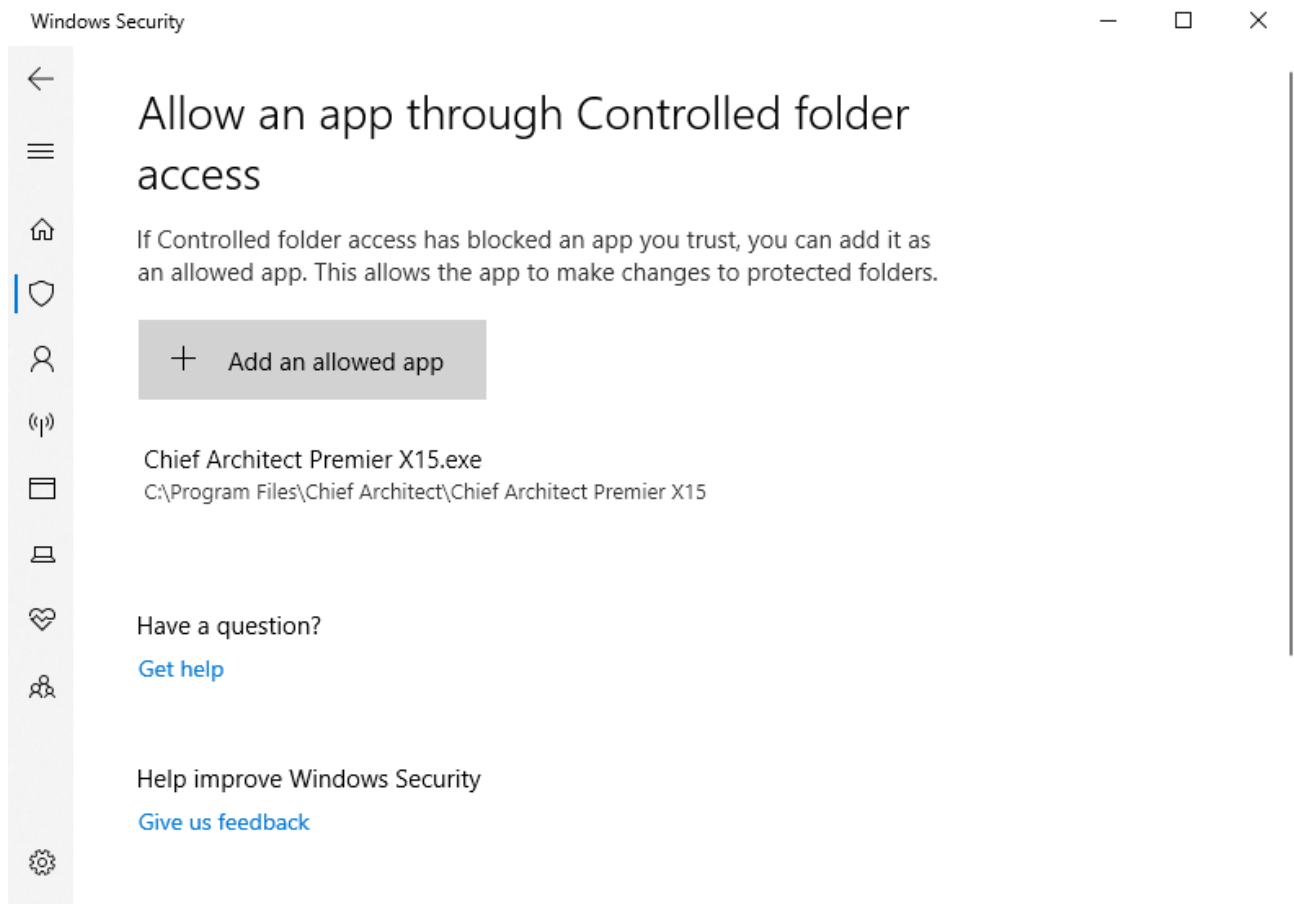 Windows Security
Allow an app through Controlled folder
access
If Controlled folder access has blocked an app you trust, you can add it as
an allowed app. This allows the app to make changes to protected folders.
Add an allowed app
Chief Architect Premier X15.exe
C:\Program Files\Chief Architect\Chief Architect Premier X15
Have a question?
Get help
Help improve Windows Security
Give us feedback